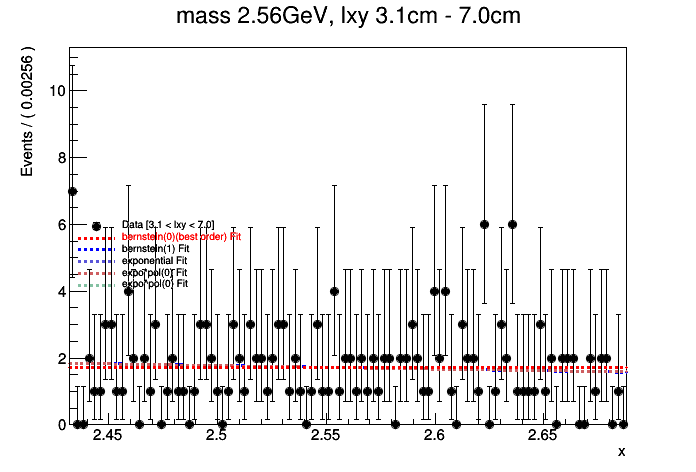 mass 2.56GeV, lxy 3.1cm - 7.0cm
Events / ( 0.00256 )
10
8
6
4
2
0
Data [3.1 < lxy < 7.0]
bernstein(0)(best order) Fit
bernstein(1) Fit
exponential Fit
expo*pol(0) Fit
expo*pol(0) Fit
2.45 2.5 2.55 2.6 2.65
x